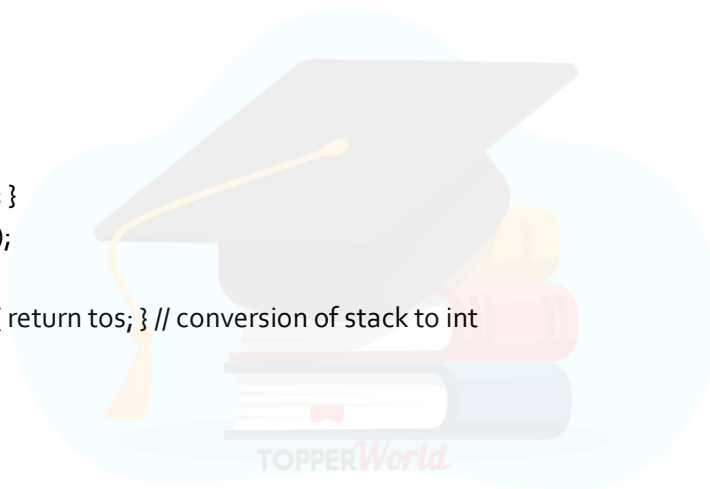 ; }
);
{ return tos; } // conversion of stack to int
TOPPERWorld